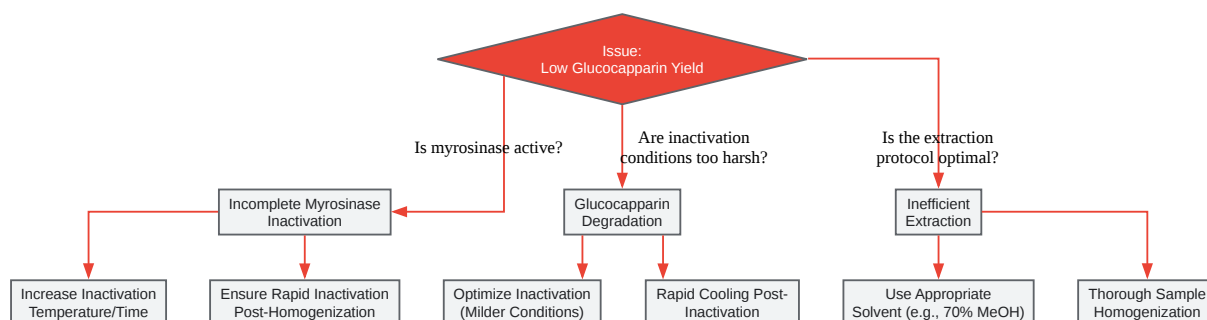 Issue:
Low Glucocapparin Yield
Is myrosinase active?
Are inactivation
conditions too harsh?
Is the extraction
protocol optimal?
Incomplete Myrosinase
Inactivation
Glucocapparin
Degradation
Inefficient
Extraction
Increase Inactivation
Temperature/Time
Ensure Rapid Inactivation
Post-Homogenization
Optimize Inactivation
(Milder Conditions)
Rapid Cooling Post-
Inactivation
Use Appropriate
Solvent (e.g., 70% MeOH)
Thorough Sample
Homogenization